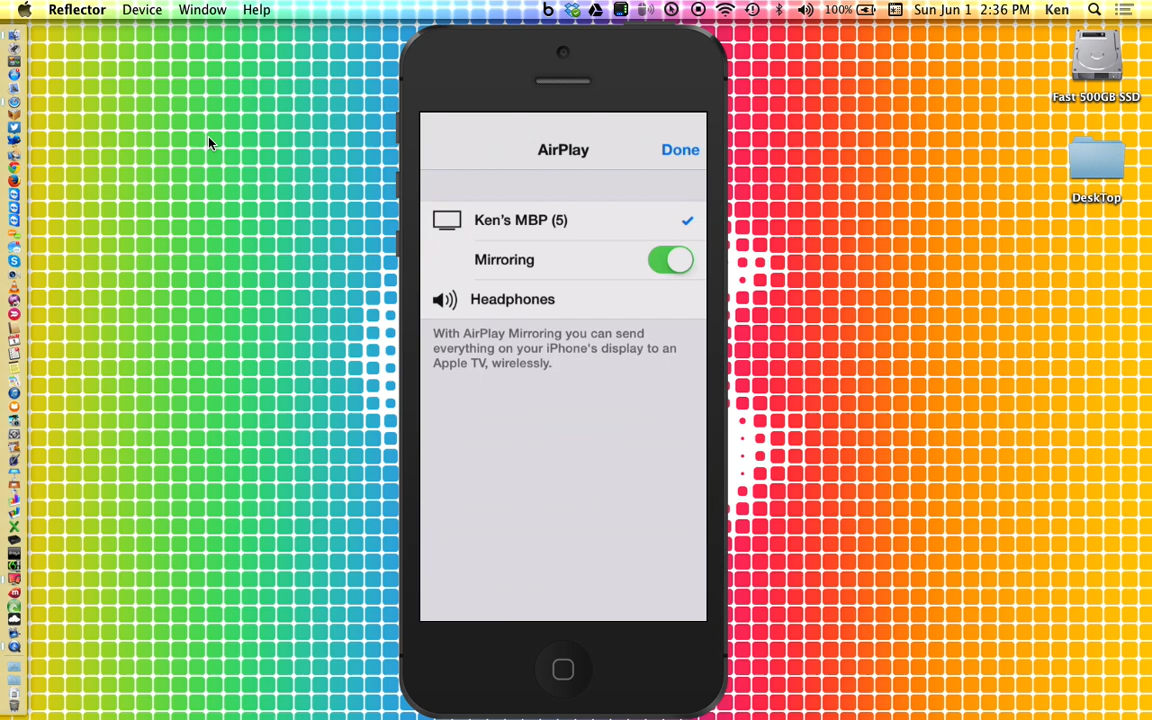 Reflector Device Window Help 100% Sun Jun 1 2:36 PM Ken
Fast 500GB SSD
DeskTop
AirPlay Done
Ken's MBP (5)
Mirroring
Headphones
With AirPlay Mirroring you can send
everything on your iPhone's display to an
Apple TV, wirelessly.